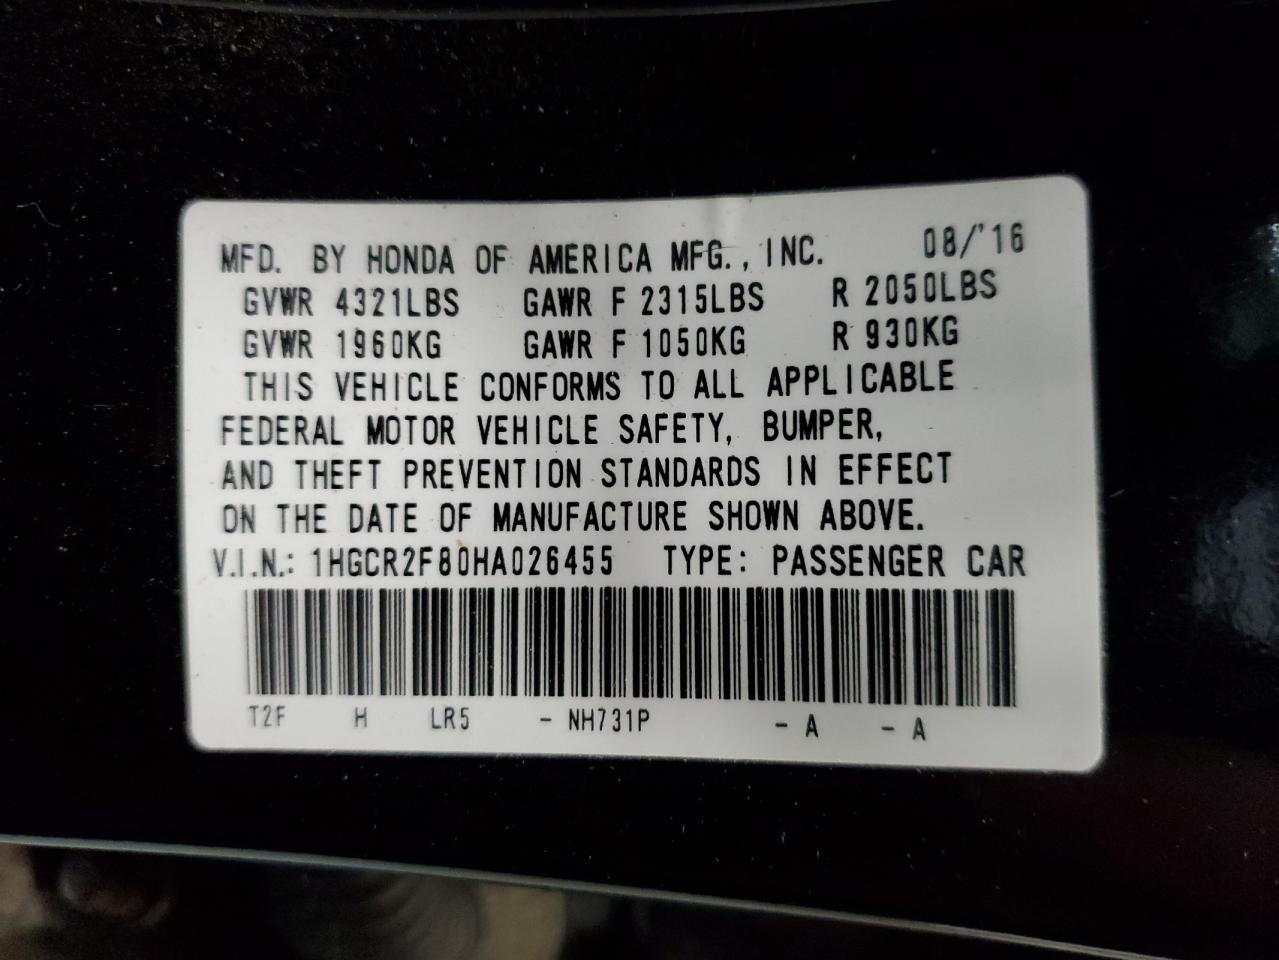 MFD. BY HONDA OF AMERICA MFG., INC. 08/'16
GVWR 4321LBS GAWR F 2315LBS R 2050LBS
GVWR 1960KG GAWR F 1050KG R 930KG
THIS VEHICLE CONFORMS TO ALL APPLICABLE
FEDERAL MOTOR VEHICLE SAFETY, BUMPER,
AND THEFT PREVENTION STANDARDS IN EFFECT
ON THE DATE OF MANUFACTURE SHOWN ABOVE.
V.I.N.: 1HGCR2F80HA026455 TYPE: PASSENGER CAR
T2F H LR5 - NH731P - A - A